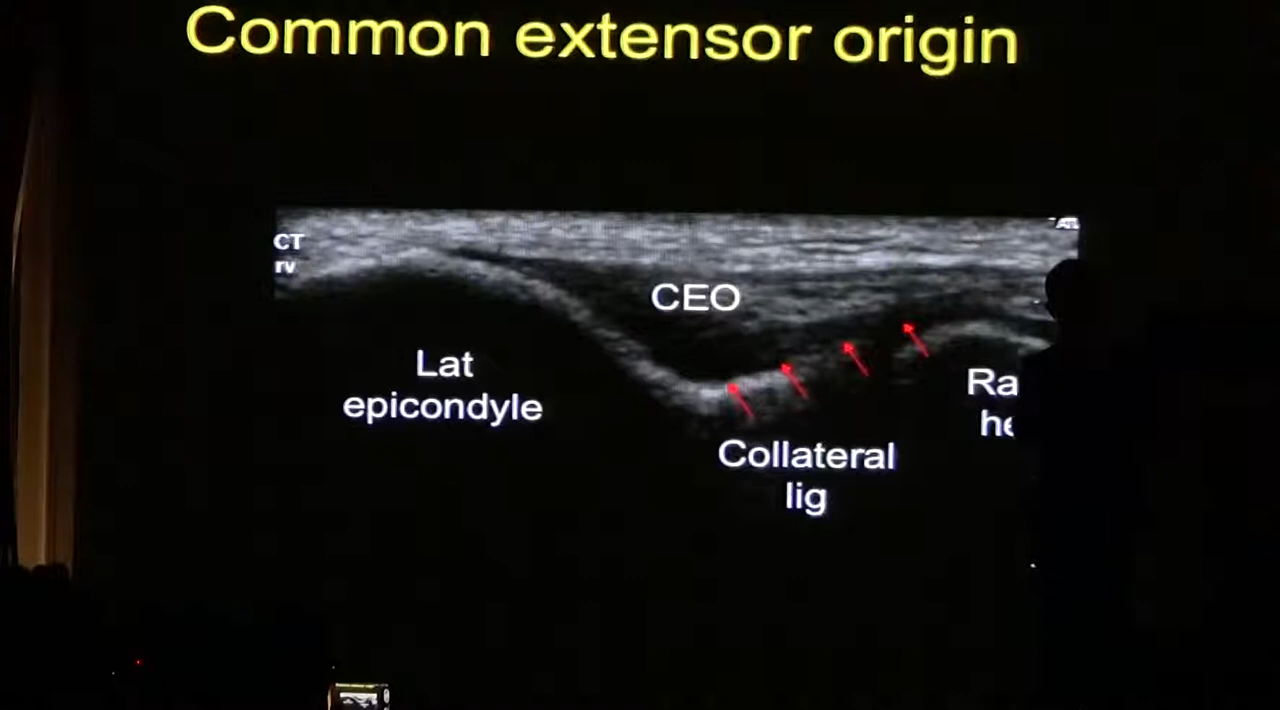 Common extensor origin
CT
rv
CEO
Lat
epicondyle
Ra
he
Collateral
lig